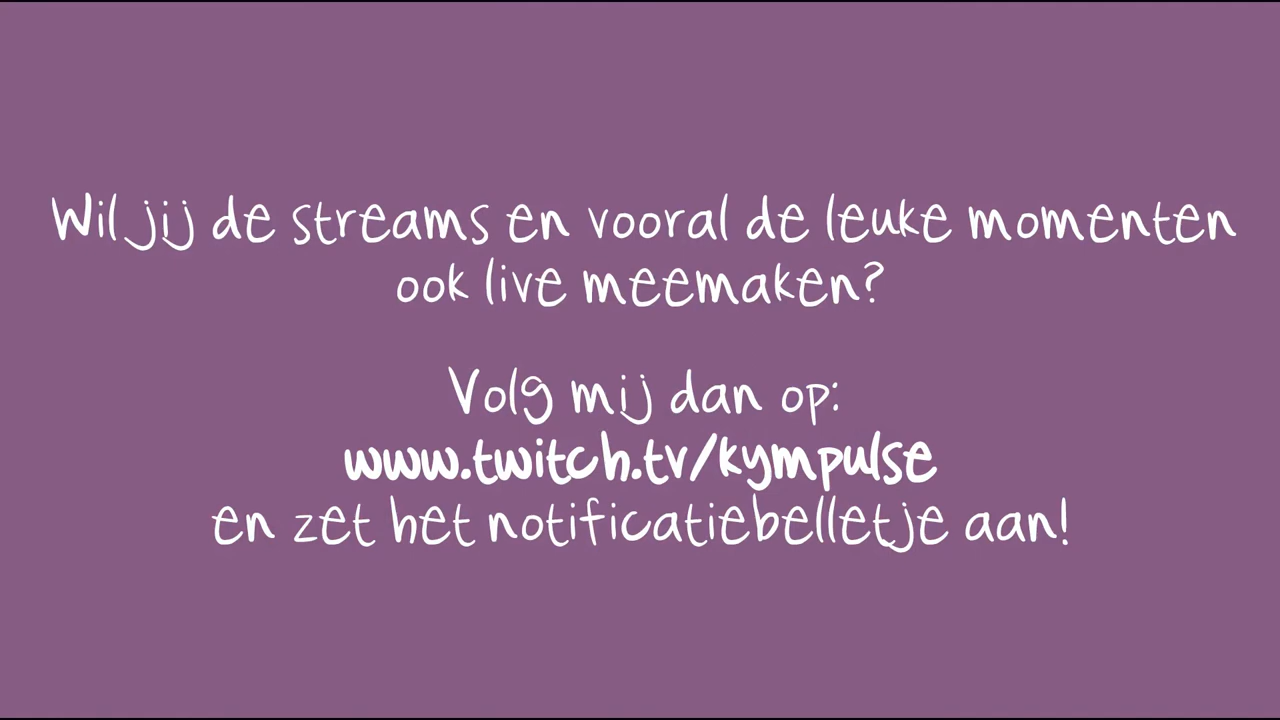 Wil jij de streams en vooral de leuke momenten
ook live meemaken?
Volg mij dan op:
www.twitch.tv/kympulse
en zet het notificatiebelletje aan!